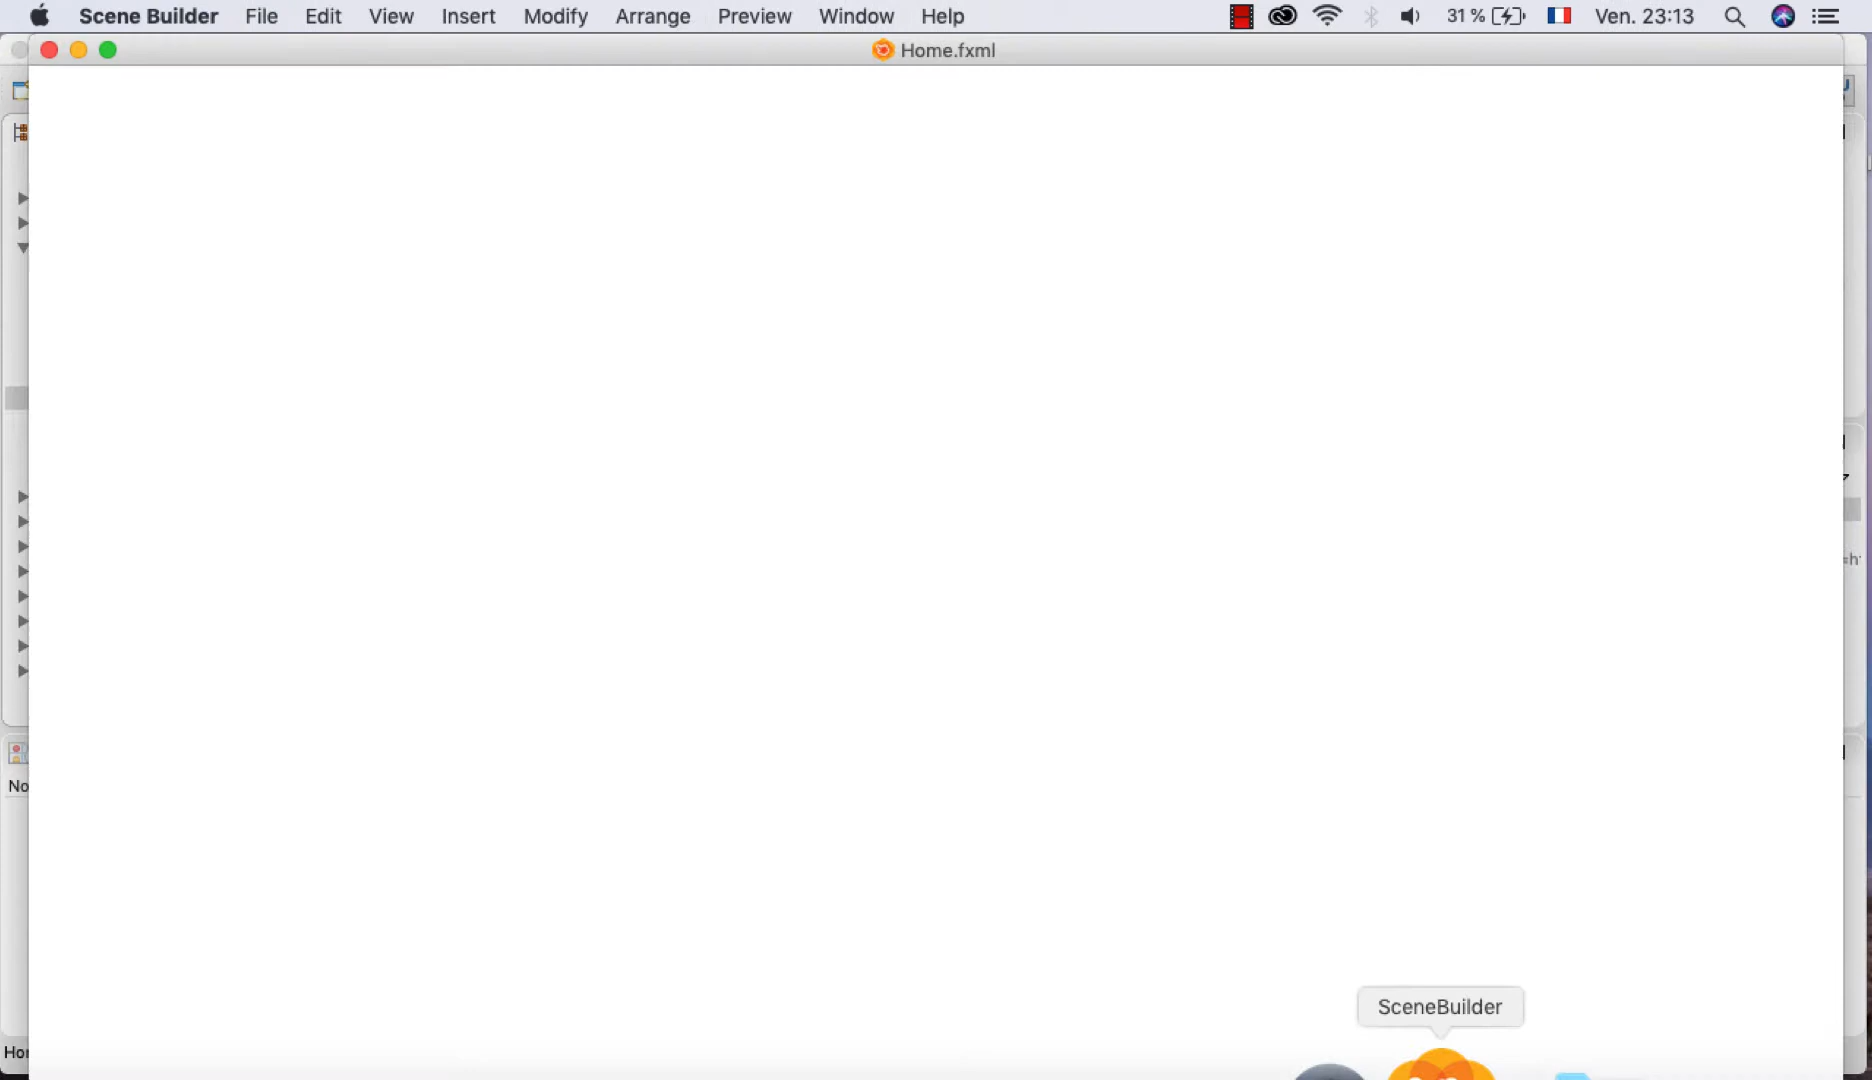 Scene Builder File Edit View Insert Modify Arrange Preview Window Help 31 % Ven. 23:13
Home.fxml
No
SceneBuilder